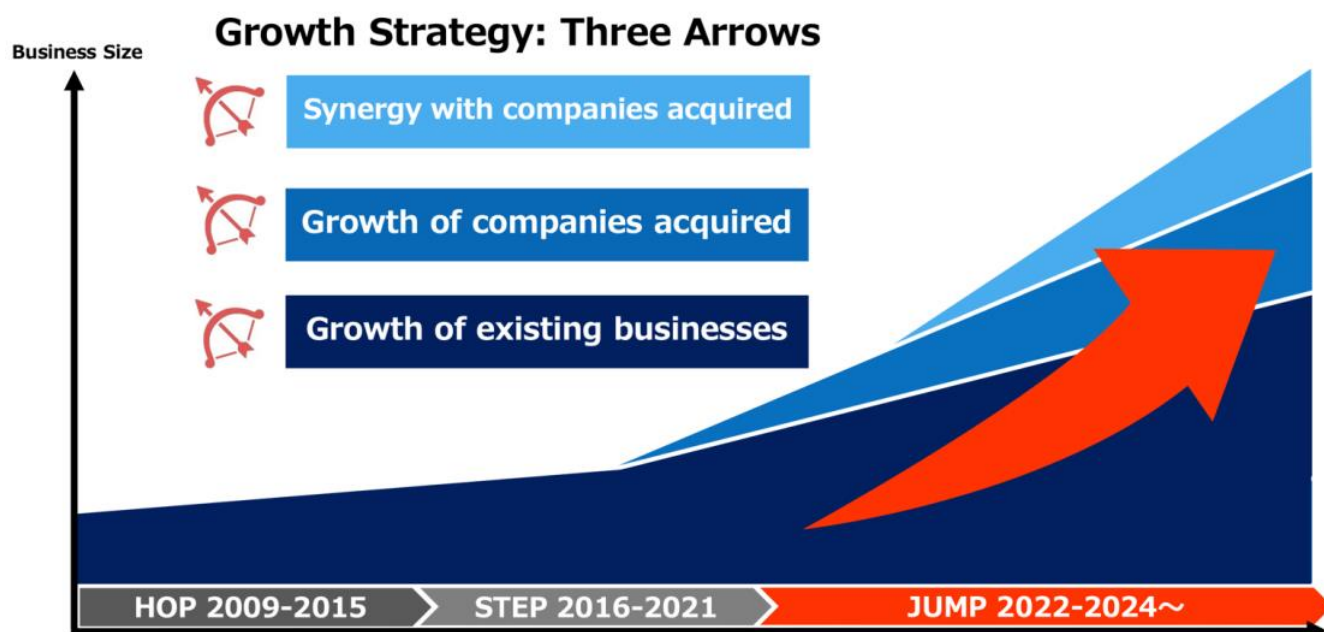 Growth Strategy: Three Arrows
Business Size
Synergy with companies acquired
Growth of companies acquired
Growth of existing businesses
HOP 2009-2015
STEP 2016-2021
JUMP 2022-2024～